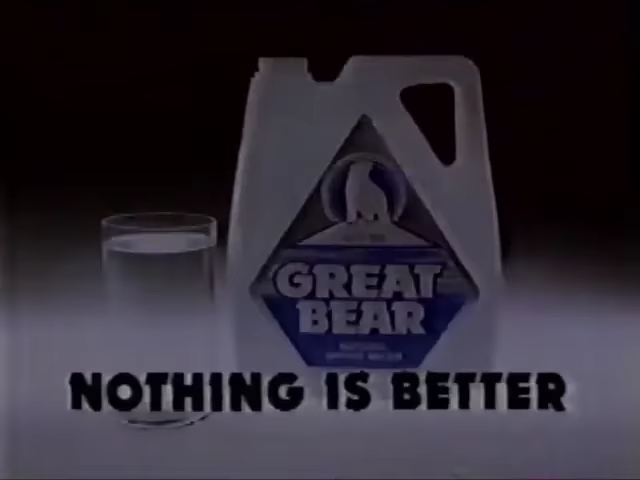 GREAT
BEAR
NATURAL
SPRING WATER
NOTHING IS BETTER